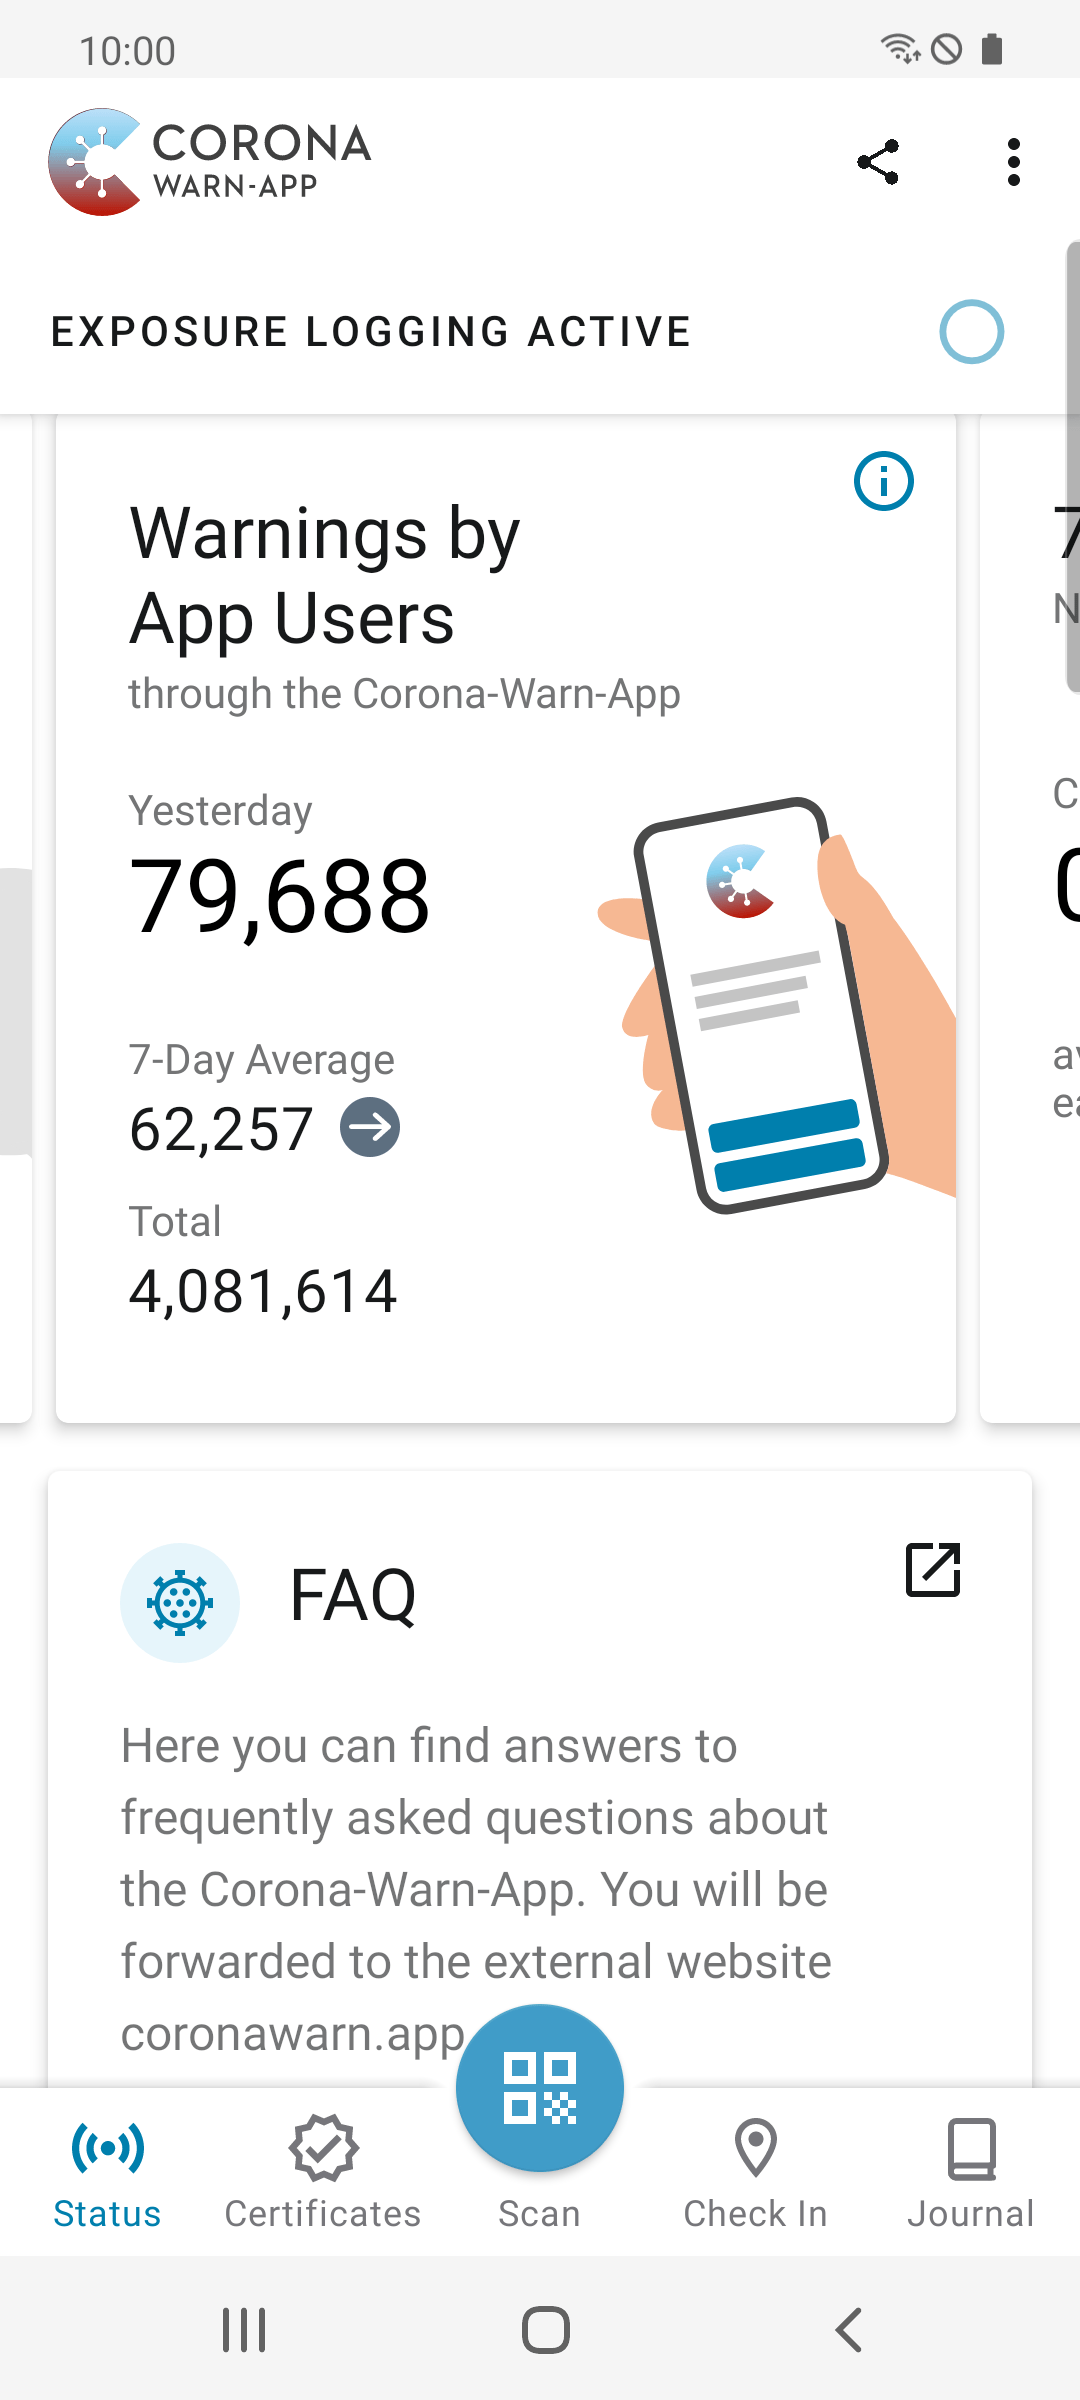 10:00
CORONA
WARN-APP
EXPOSURE LOGGING ACTIVE
Warnings by
App Users
through the Corona-Warn-App
Yesterday
79,688
7-Day Average
62,257
Total
4,081,614
FAQ
Here you can find answers to
frequently asked questions about
the Corona-Warn-App. You will be
forwarded to the external website
coronawarn.app
Status
Certificates
Scan
Check In
Journal